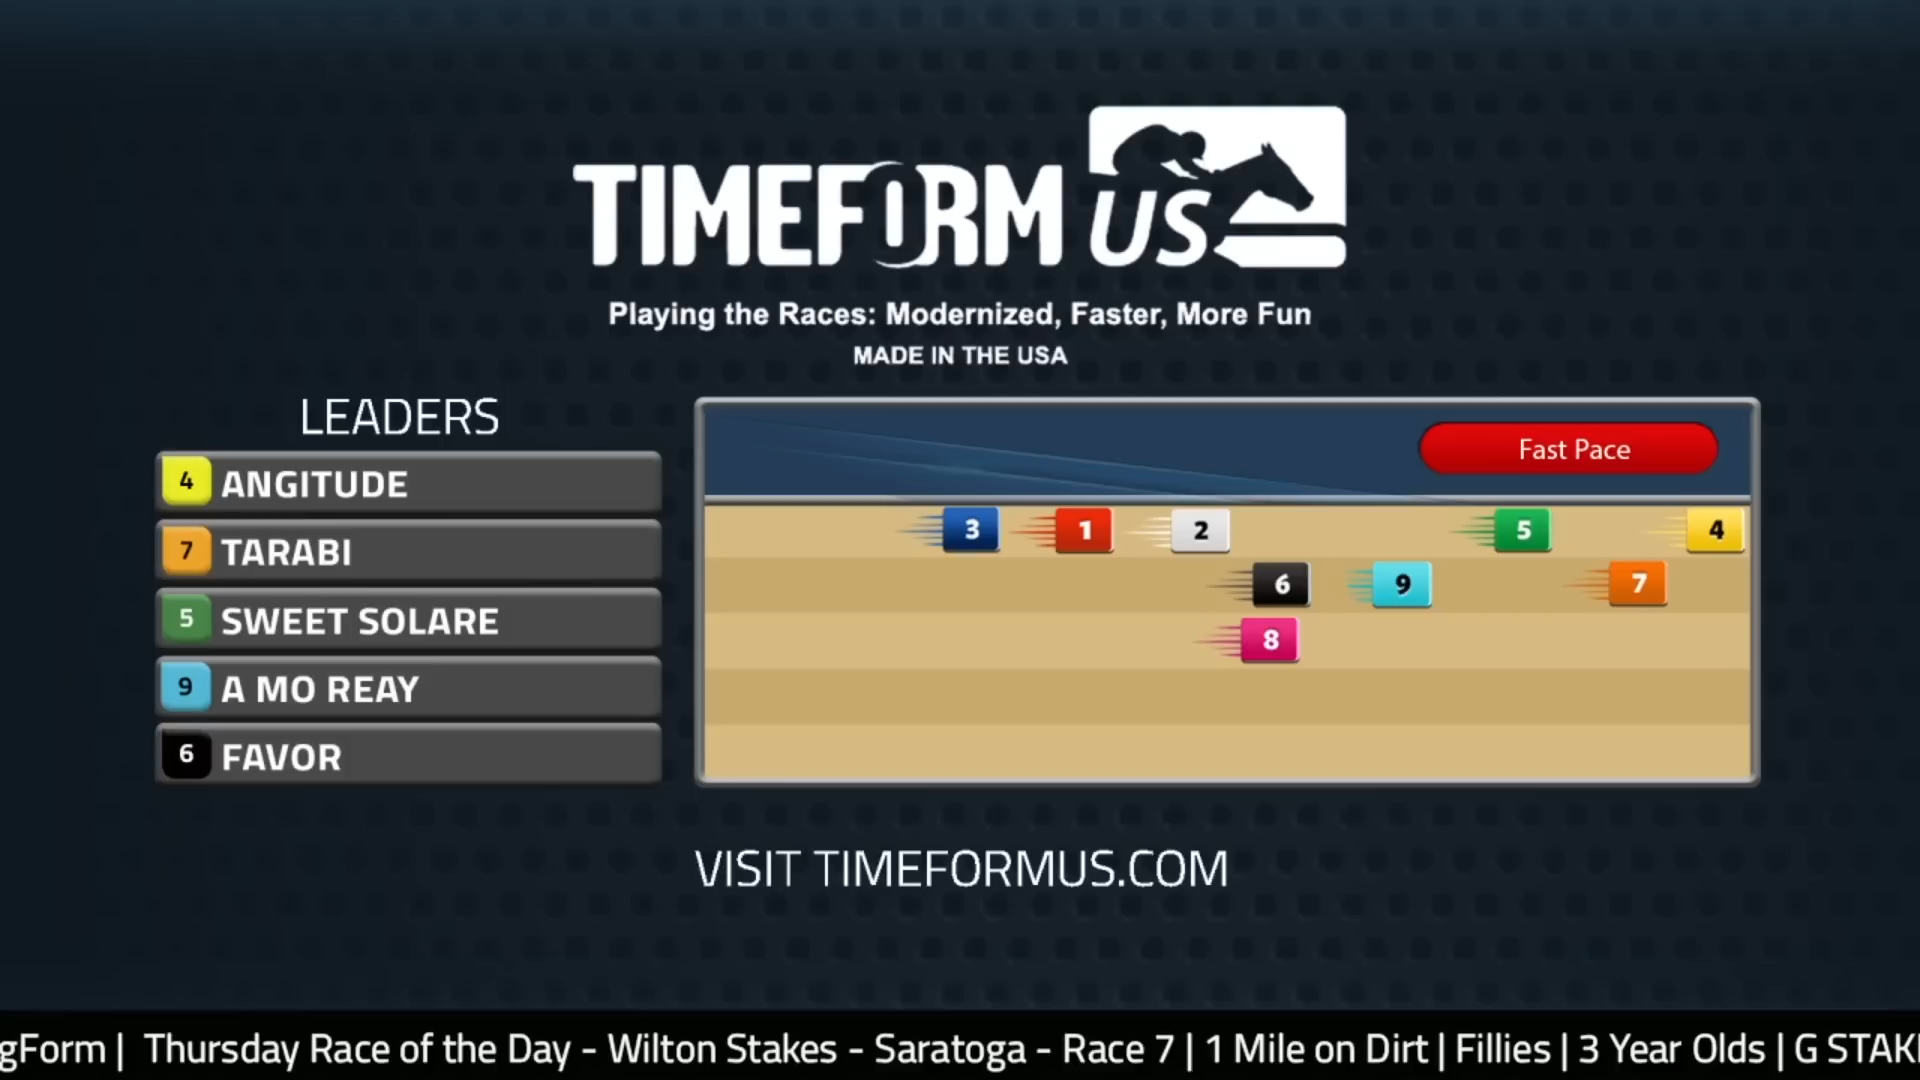 TIMEFORM US
Playing the Races: Modernized, Faster, More Fun
MADE IN THE USA
LEADERS
4 ANGITUDE
7 TARABI
5 SWEET SOLARE
9 A MO REAY
6 FAVOR
Fast Pace
3 1 2 5 4
6 9 7
8
VISIT TIMEFORMUS.COM
gForm | Thursday Race of the Day - Wilton Stakes - Saratoga - Race 7 | 1 Mile on Dirt | Fillies | 3 Year Olds | G STAK